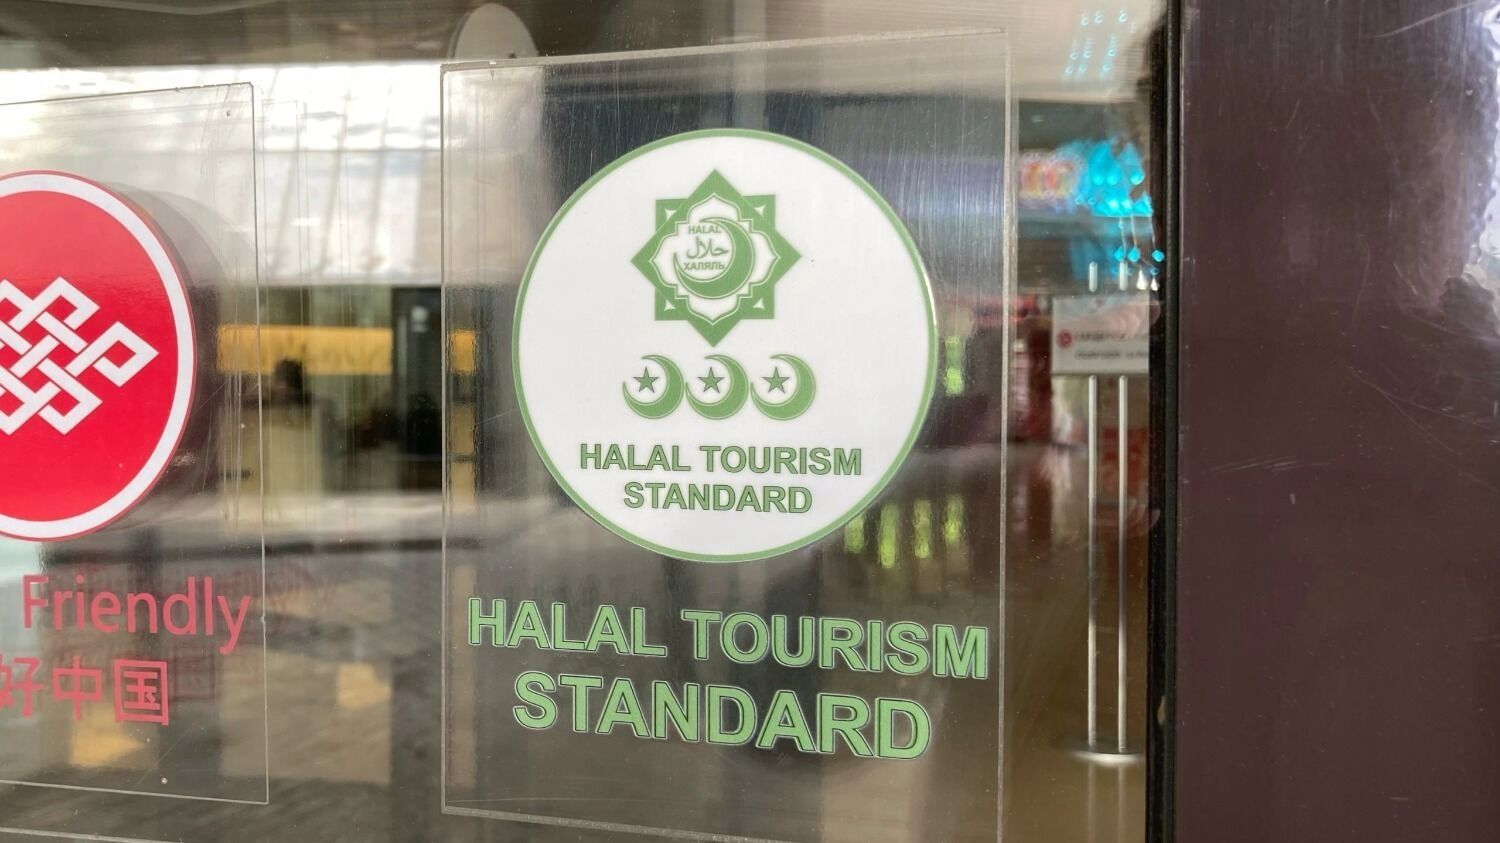 Friendly
好中国
HALAL
حلال
ХАЛЯЛЬ
HALAL TOURISM
STANDARD
HALAL TOURISM
STANDARD